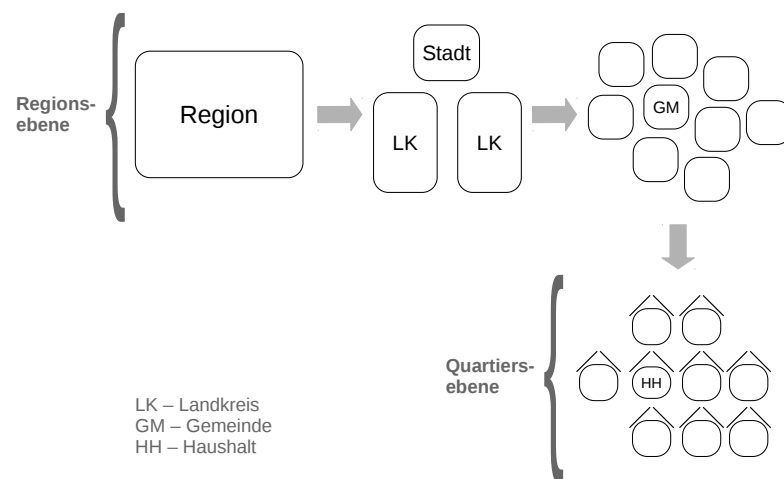 Regions-
ebene
Region
Stadt
LK
LK
GM
Quartiers-
ebene
HH
LK – Landkreis
GM – Gemeinde
HH – Haushalt